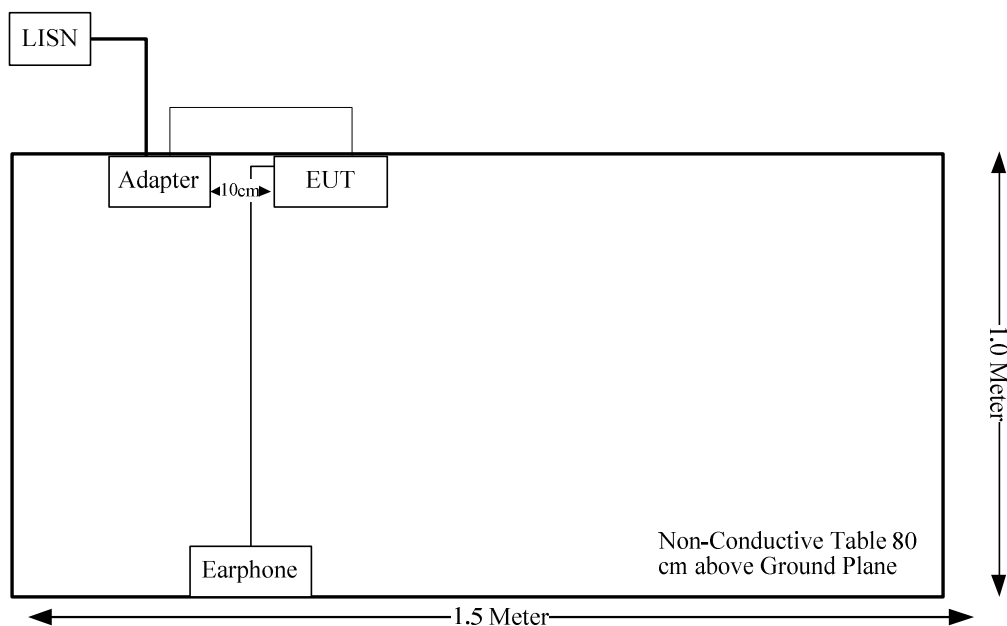 LISN
Adapter
10cm
EUT
1.0 Meter
Earphone
Non-Conductive Table 80
cm above Ground Plane
1.5 Meter